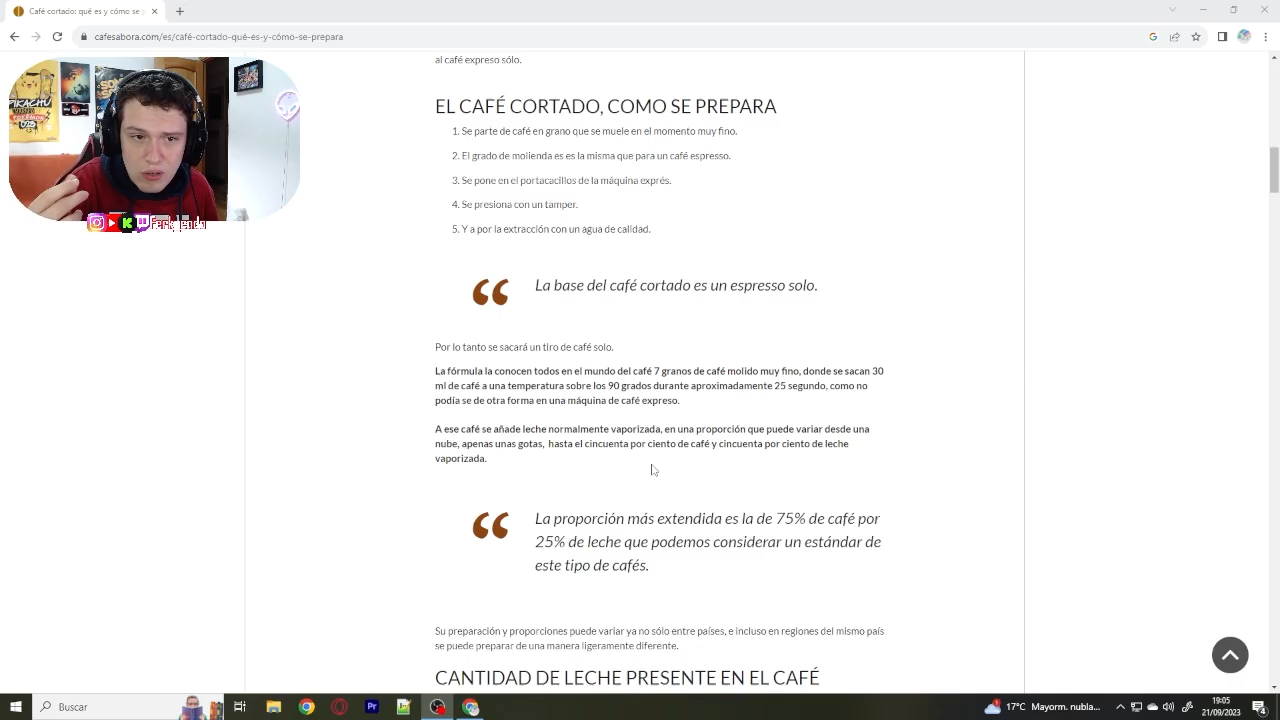 Café cortado: qué es y cómo se p
cafesabora.com/es/café-cortado-qué-es-y-cómo-se-prepara
al café expreso sólo.
PIKACHU
EL CAFÉ CORTADO, COMO SE PREPARA
1. Se parte de café en grano que se muele en el momento muy fino.
2. El grado de molienda es es la misma que para un café espresso.
3. Se pone en el portacacillos de la máquina exprés.
4. Se presiona con un tamper.
5. Y a por la extracción con un agua de calidad.
La base del café cortado es un espresso solo.
Por lo tanto se sacará un tiro de café solo.
La fórmula la conocen todos en el mundo del café 7 granos de café molido muy fino, donde se sacan 30
ml de café a una temperatura sobre los 90 grados durante aproximadamente 25 segundo, como no
podía se de otra forma en una máquina de café expreso.
A ese café se añade leche normalmente vaporizada, en una proporción que puede variar desde una
nube, apenas unas gotas, hasta el cincuenta por ciento de café y cincuenta por ciento de leche
vaporizada.
La proporción más extendida es la de 75% de café por
25% de leche que podemos considerar un estándar de
este tipo de cafés.
Su preparación y proporciones puede variar ya no sólo entre países, e incluso en regiones del mismo país
se puede preparar de una manera ligeramente diferente.
CANTIDAD DE LECHE PRESENTE EN EL CAFÉ
Buscar
17°C Mayorm. nubla...
19:05
21/09/2023